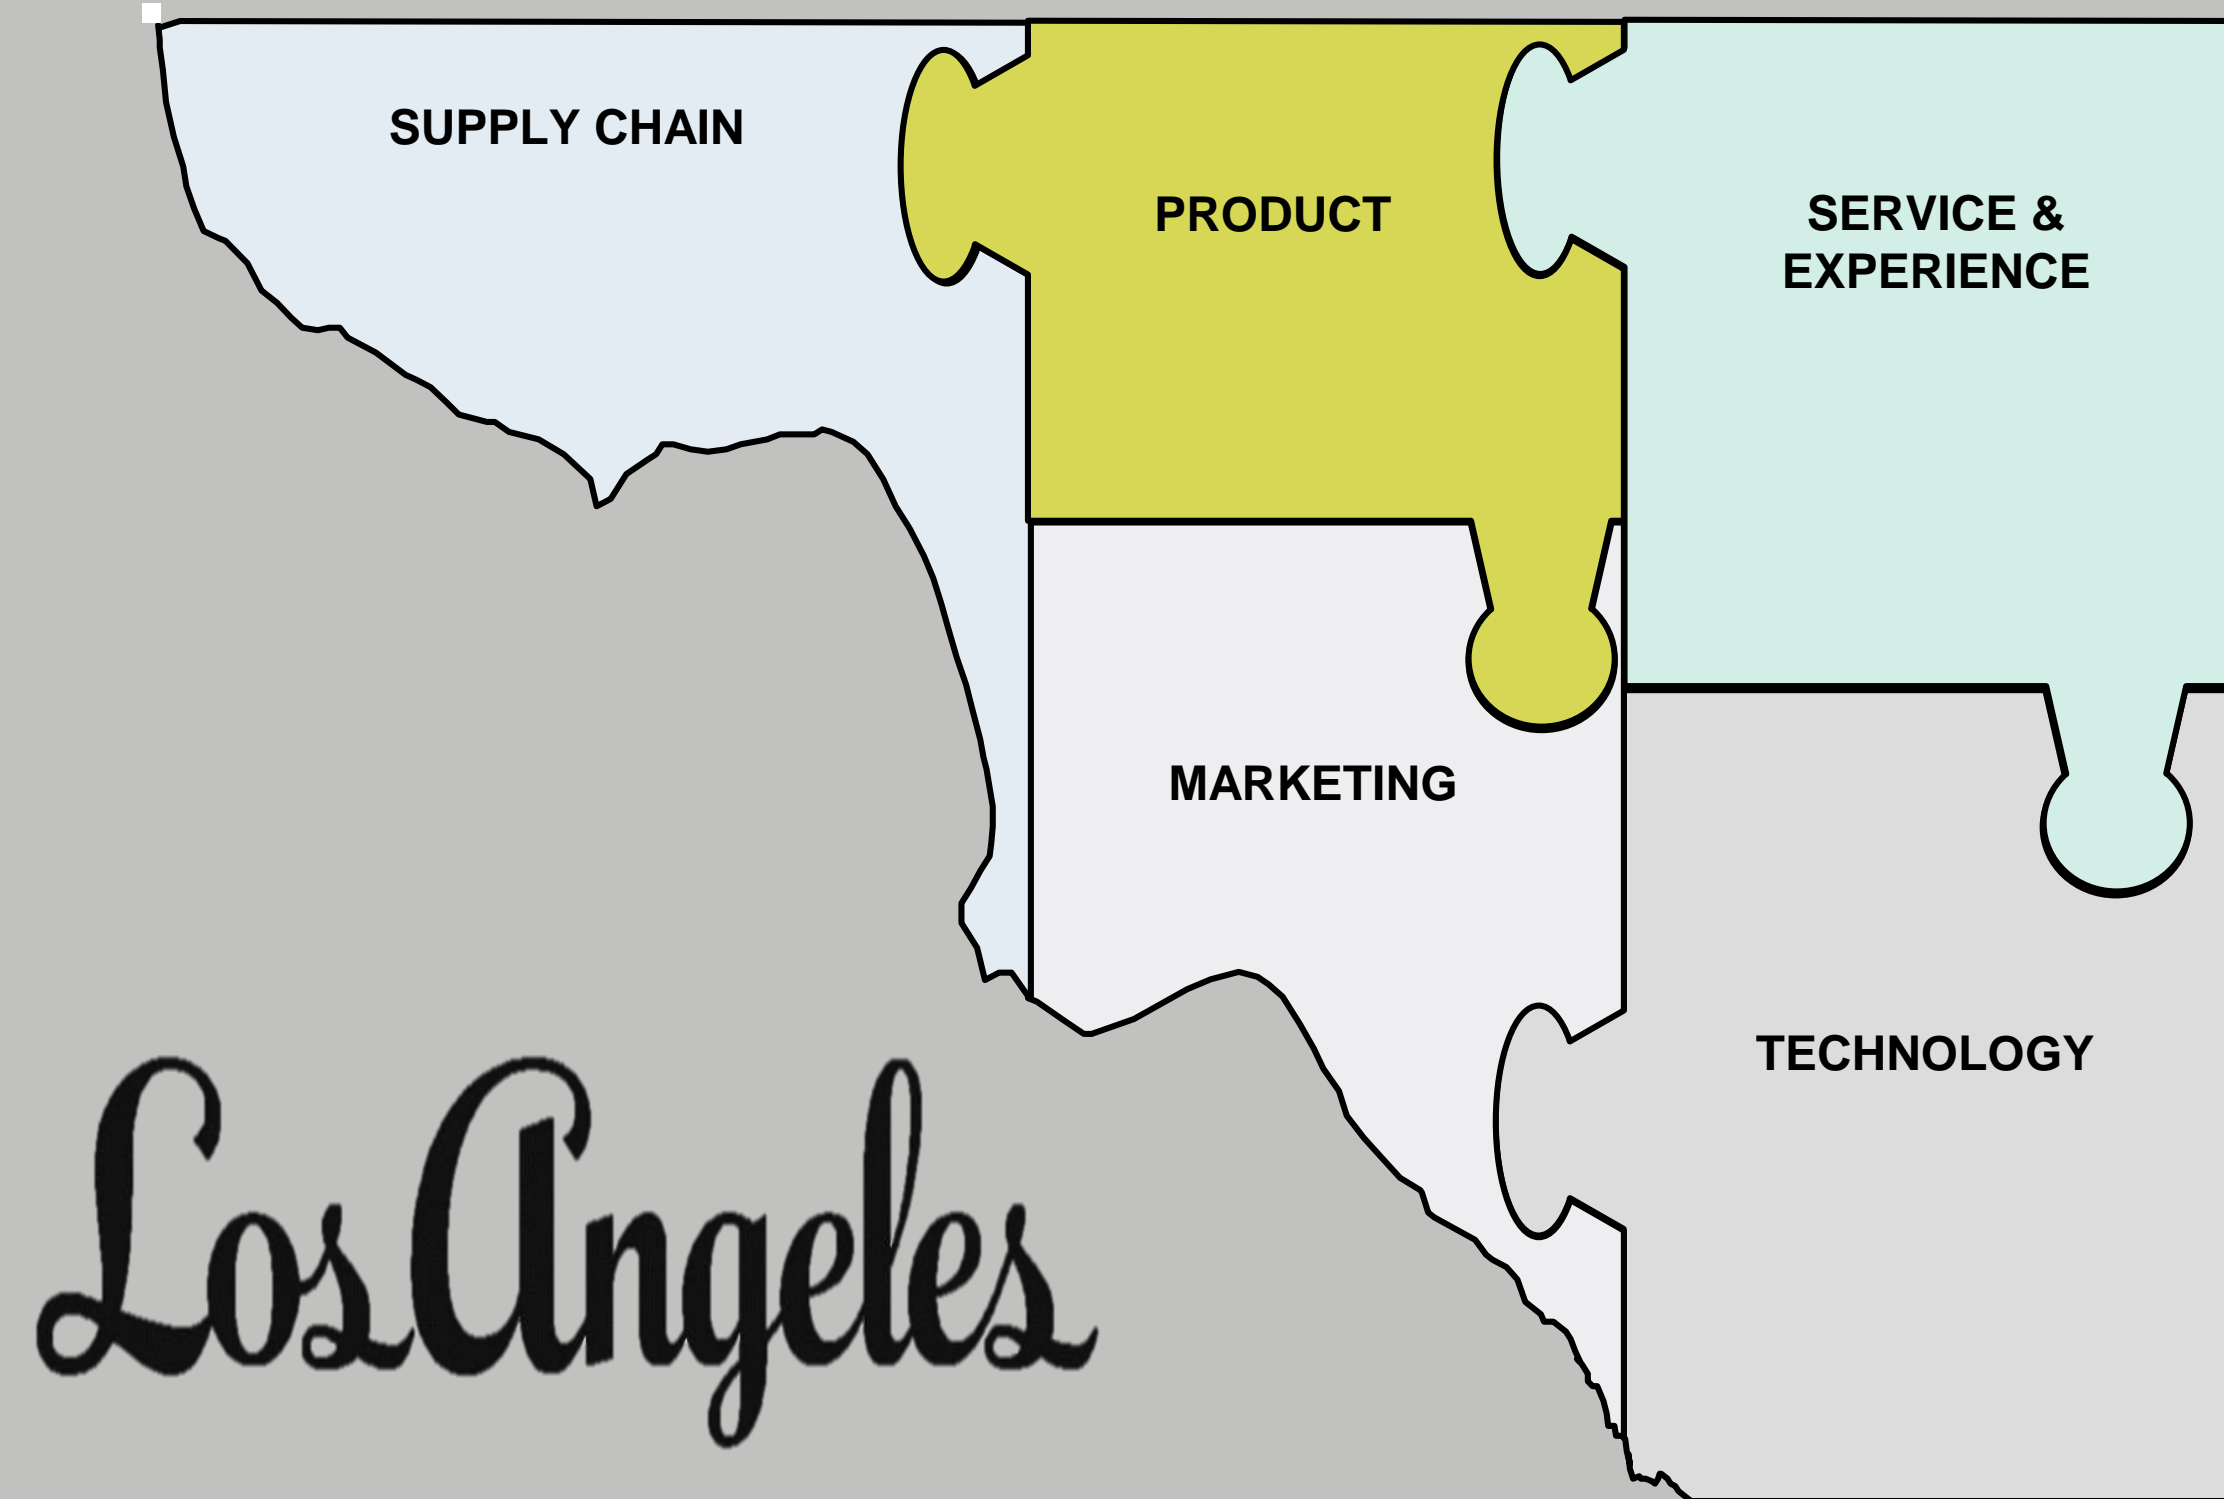 SUPPLY CHAIN
PRODUCT
SERVICE &
EXPERIENCE
MARKETING
TECHNOLOGY
Los Angeles